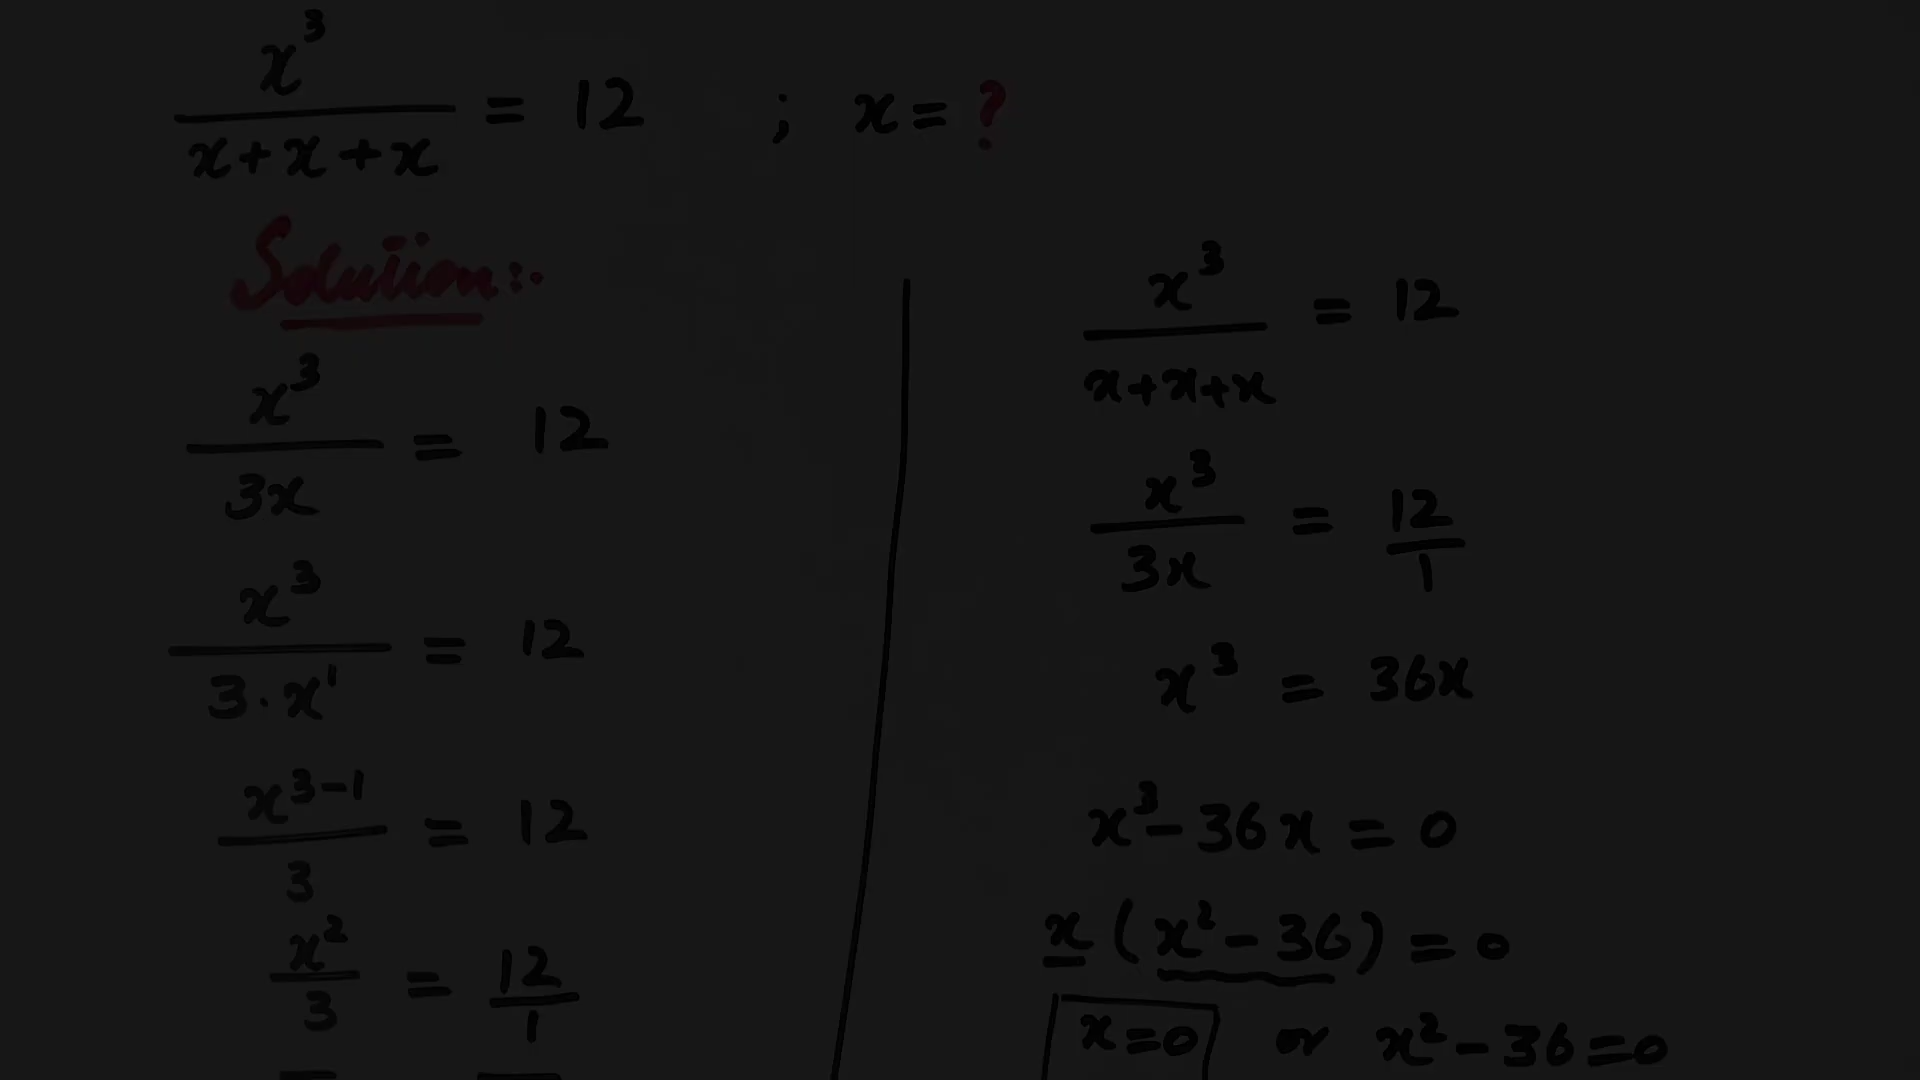 x³/(x+x+x) = 12 ; x = ?
Solution:-
x³/3x = 12
x³/3·x¹ = 12
x³⁻¹/3 = 12
x²/3 = 12/1
x³/(x+x+x) = 12
x³/3x = 12/1
x³ = 36x
x³-36x = 0
x(x²-36) = 0
x=0 or x²-36=0